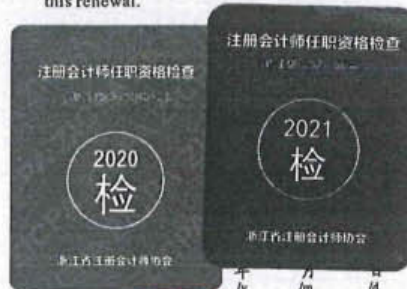 this renewal.
注册会计师任职资格检查
2020
检
浙江省注册会计师协会
注册会计师任职资格检查
2021
检
浙江省注册会计师协会
年 月 日
/y /m /d